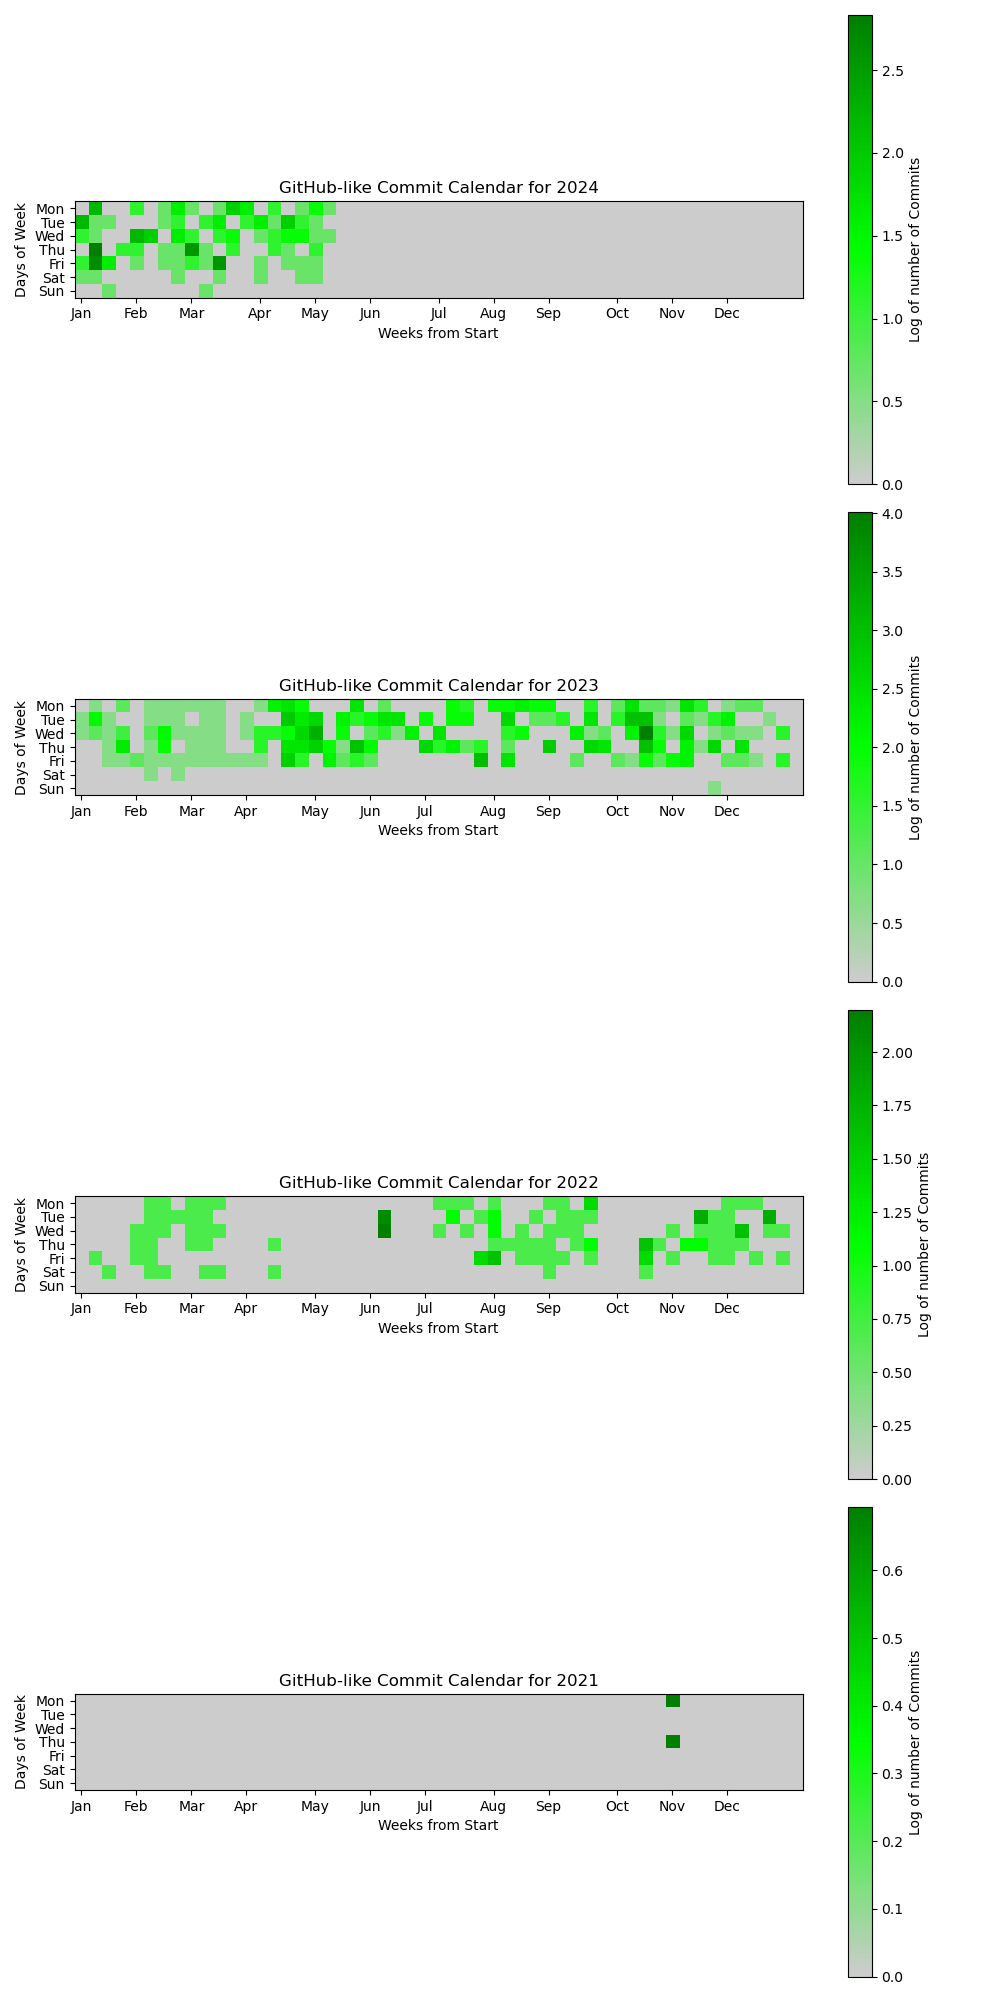 GitHub-like Commit Calendar for 2024
Days of Week
Mon
Tue
Wed
Thu
Fri
Sat
Sun
Jan Feb Mar Apr May Jun Jul Aug Sep Oct Nov Dec
Weeks from Start
2.5
2.0
1.5
1.0
0.5
0.0
Log of number of Commits
GitHub-like Commit Calendar for 2023
Days of Week
Mon
Tue
Wed
Thu
Fri
Sat
Sun
Jan Feb Mar Apr May Jun Jul Aug Sep Oct Nov Dec
Weeks from Start
4.0
3.5
3.0
2.5
2.0
1.5
1.0
0.5
0.0
Log of number of Commits
GitHub-like Commit Calendar for 2022
Days of Week
Mon
Tue
Wed
Thu
Fri
Sat
Sun
Jan Feb Mar Apr May Jun Jul Aug Sep Oct Nov Dec
Weeks from Start
2.00
1.75
1.50
1.25
1.00
0.75
0.50
0.25
0.00
Log of number of Commits
GitHub-like Commit Calendar for 2021
Days of Week
Mon
Tue
Wed
Thu
Fri
Sat
Sun
Jan Feb Mar Apr May Jun Jul Aug Sep Oct Nov Dec
Weeks from Start
0.6
0.5
0.4
0.3
0.2
0.1
0.0
Log of number of Commits